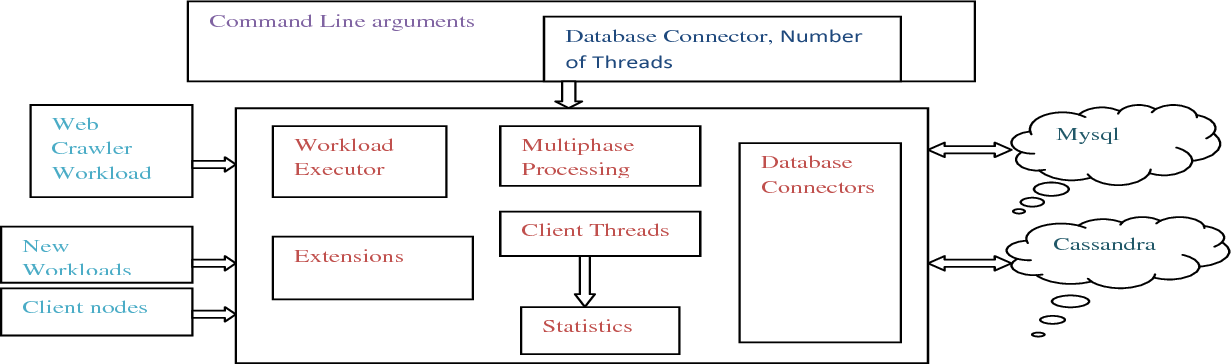 Command Line arguments
Database Connector, Number
of Threads
Web
Crawler
Workload
New
Workloads
Client nodes
Workload
Executor
Extensions
Multiphase
Processing
Client Threads
Statistics
Database
Connectors
Mysql
Cassandra